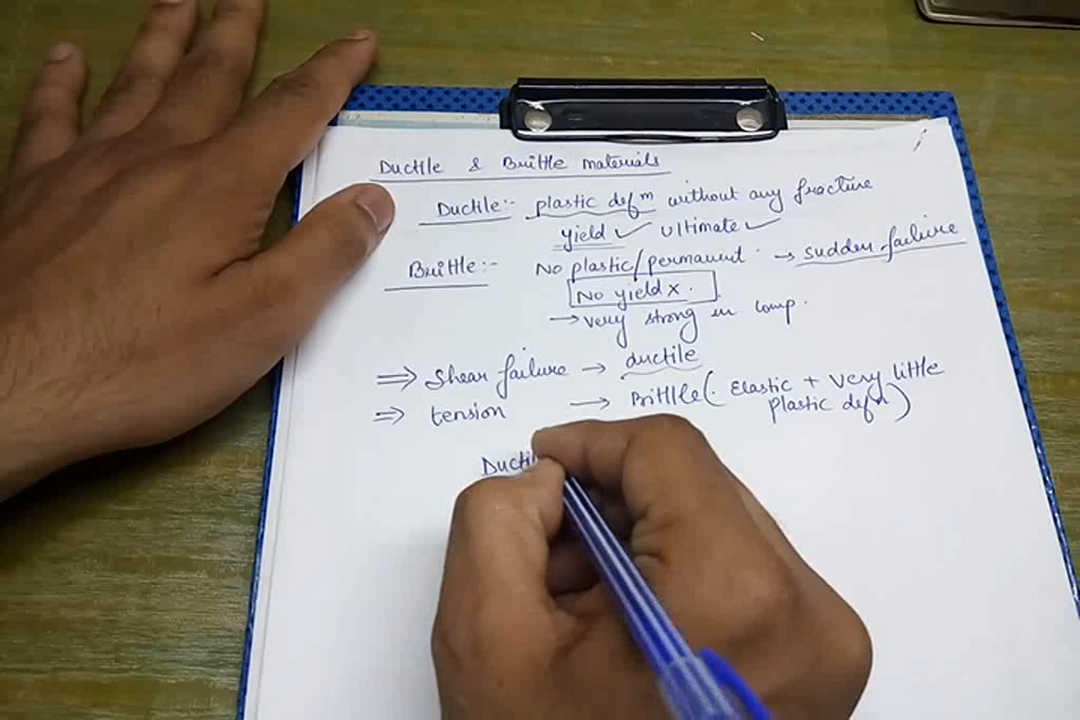 Ductile & Brittle materials
Ductile:- plastic defm without any fracture
yield ✓ ultimate ✓
Brittle:- No plastic/permanent. → sudden failure
No yield x.
→ very strong in comp.
⇒ Shear failure → ductile
⇒ tension → Brittle (. Elastic + very little
plastic defn)
Ducti